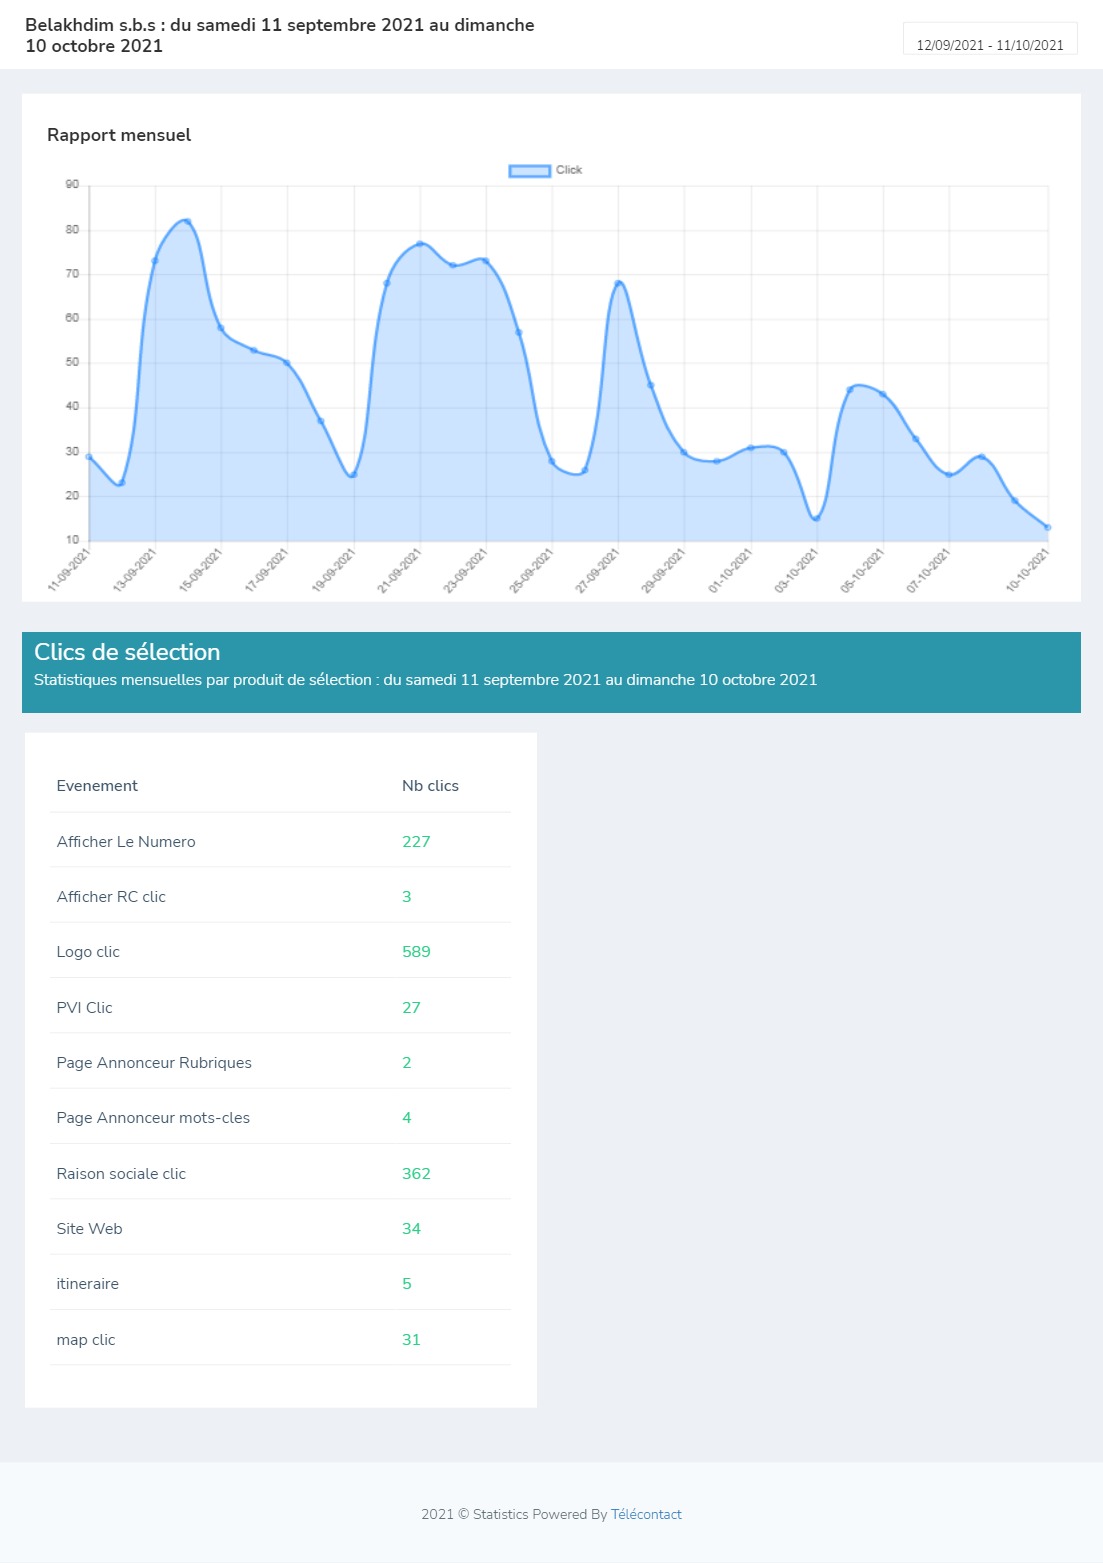 Belakhdim s.b.s : du samedi 11 septembre 2021 au dimanche
10 octobre 2021
12/09/2021 - 11/10/2021
Rapport mensuel
Click
90
80
70
60
50
40
30
20
10
11-09-2021
13-09-2021
15-09-2021
17-09-2021
19-09-2021
21-09-2021
23-09-2021
25-09-2021
27-09-2021
29-09-2021
01-10-2021
03-10-2021
05-10-2021
07-10-2021
10-10-2021
Clics de sélection
Statistiques mensuelles par produit de sélection : du samedi 11 septembre 2021 au dimanche 10 octobre 2021
Evenement Nb clics
Afficher Le Numero 227
Afficher RC clic 3
Logo clic 589
PVI Clic 27
Page Annonceur Rubriques 2
Page Annonceur mots-cles 4
Raison sociale clic 362
Site Web 34
itineraire 5
map clic 31
2021 © Statistics Powered By Télécontact